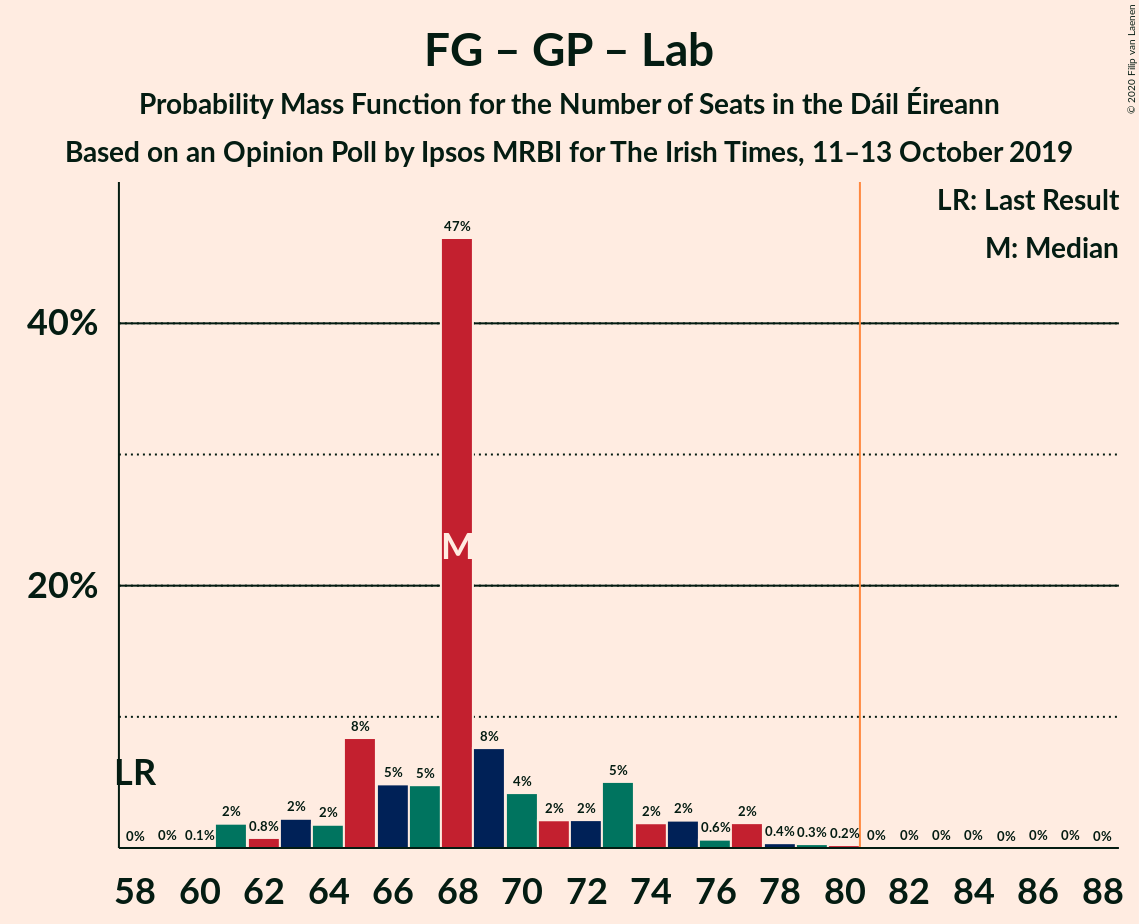 FG – GP – Lab
Probability Mass Function for the Number of Seats in the Dáil Éireann
Based on an Opinion Poll by Ipsos MRBI for The Irish Times, 11–13 October 2019
© 2020 Filip van Laenen
LR: Last Result
M: Median
40%
20%
LR
M
0% 0% 0.1% 2% 0.8% 2% 2% 8% 5% 5% 47% 8% 4% 2% 2% 5% 2% 2% 0.6% 2% 0.4% 0.3% 0.2% 0% 0% 0% 0% 0% 0% 0% 0%
58 60 62 64 66 68 70 72 74 76 78 80 82 84 86 88